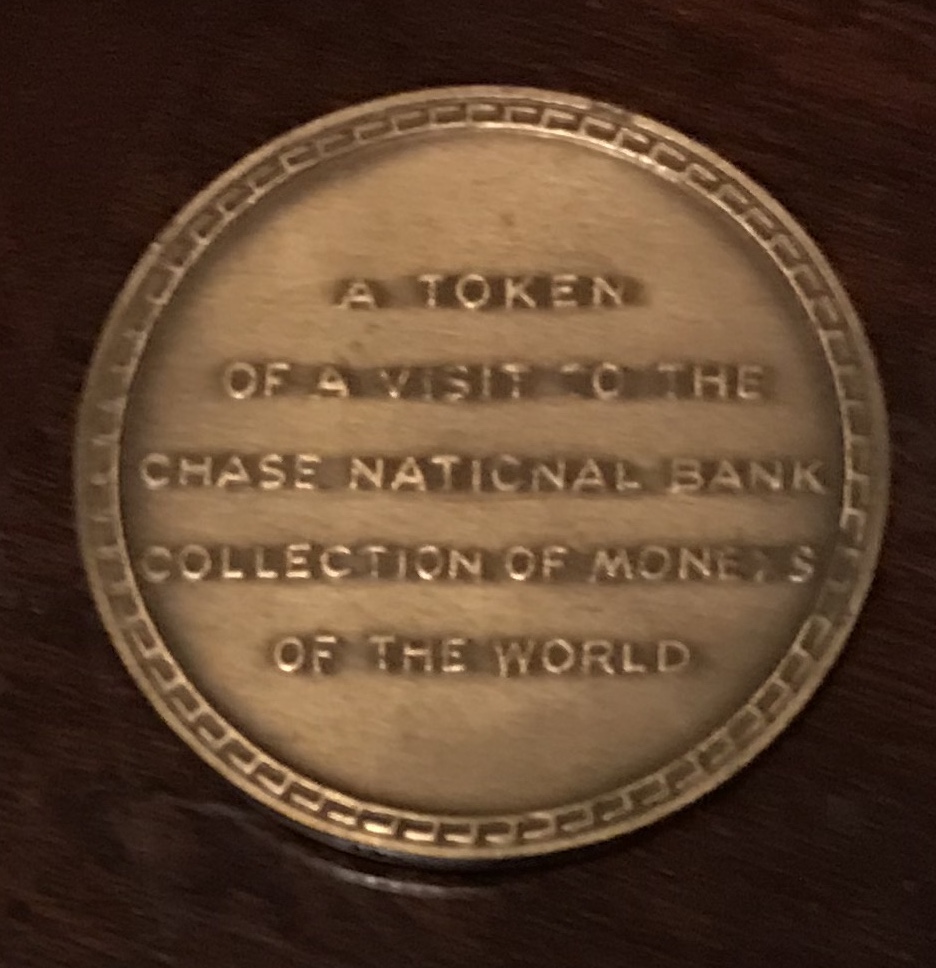 A TOKEN
OF A VISIT TO THE
CHASE NATIONAL BANK
COLLECTION OF MONEYS
OF THE WORLD